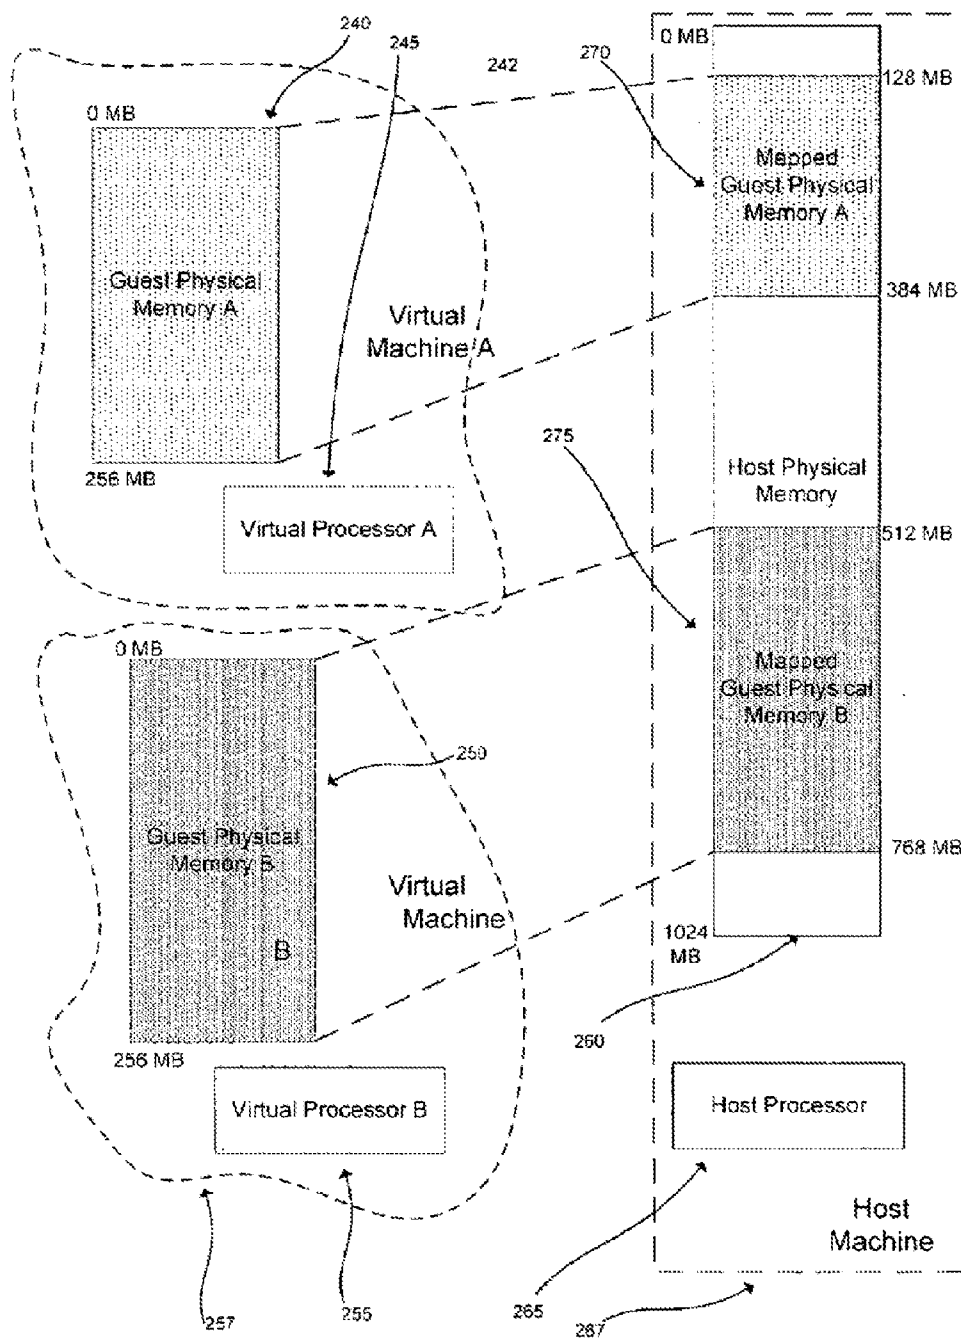 240
245
0 MB
242
270
128 MB
0 MB
Mapped
Guest Physical
Memory A
Guest Physical
Memory A
384 MB
Virtual
Machine A
275
256 MB
Host Physical
Memory
Virtual Processor A
512 MB
0 MB
Mapped
Guest Physical
Memory B
250
Guest Physical
Memory B
768 MB
Virtual
Machine
B
1024
MB
260
256 MB
Virtual Processor B
Host Processor
Host
Machine
257
255
265
267